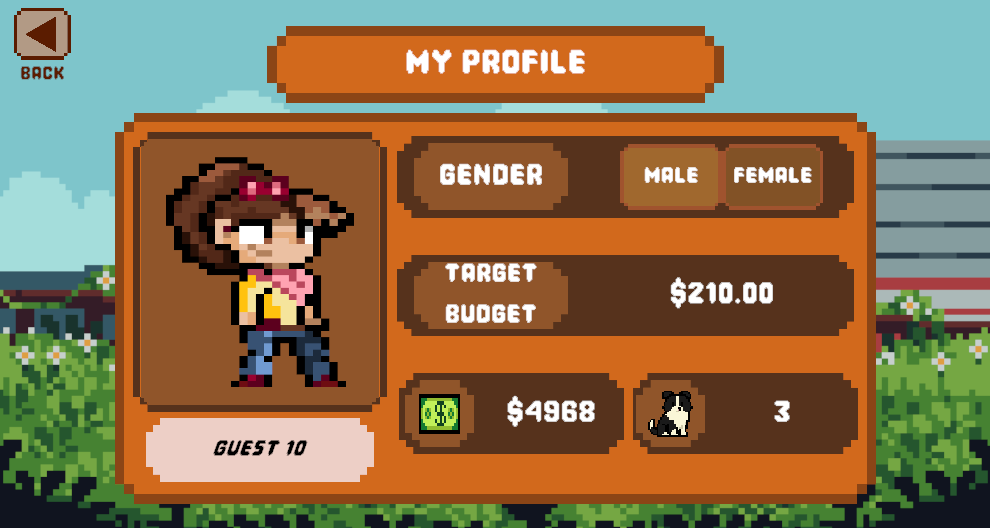 BACK
MY PROFILE
GENDER
MALE
FEMALE
TARGET
BUDGET
$210.00
$4968
3
GUEST 10